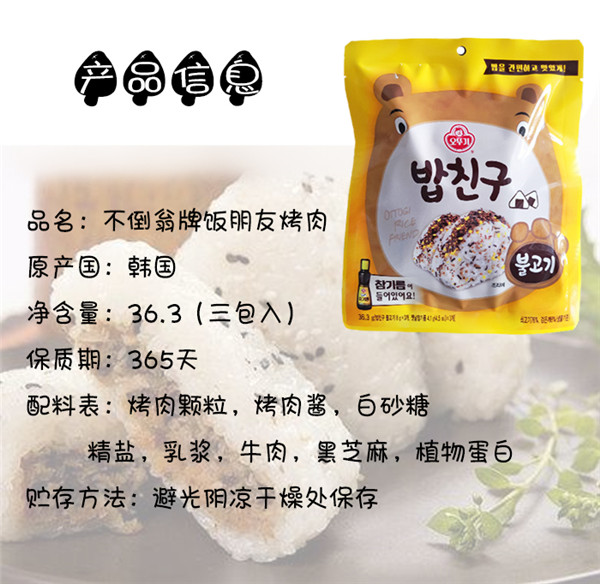 产品信息
밥을 간편하고 맛있게!
오뚜기
밥친구
OTTOGI
RICE
FRIEND
불고기
참기름이
들어있어요!
36.3 g
品名：不倒翁牌饭朋友烤肉
原产国：韩国
净含量：36.3（三包入）
保质期：365天
配料表：烤肉颗粒，烤肉酱，白砂糖
精盐，乳浆，牛肉，黑芝麻，植物蛋白
贮存方法：避光阴凉干燥处保存